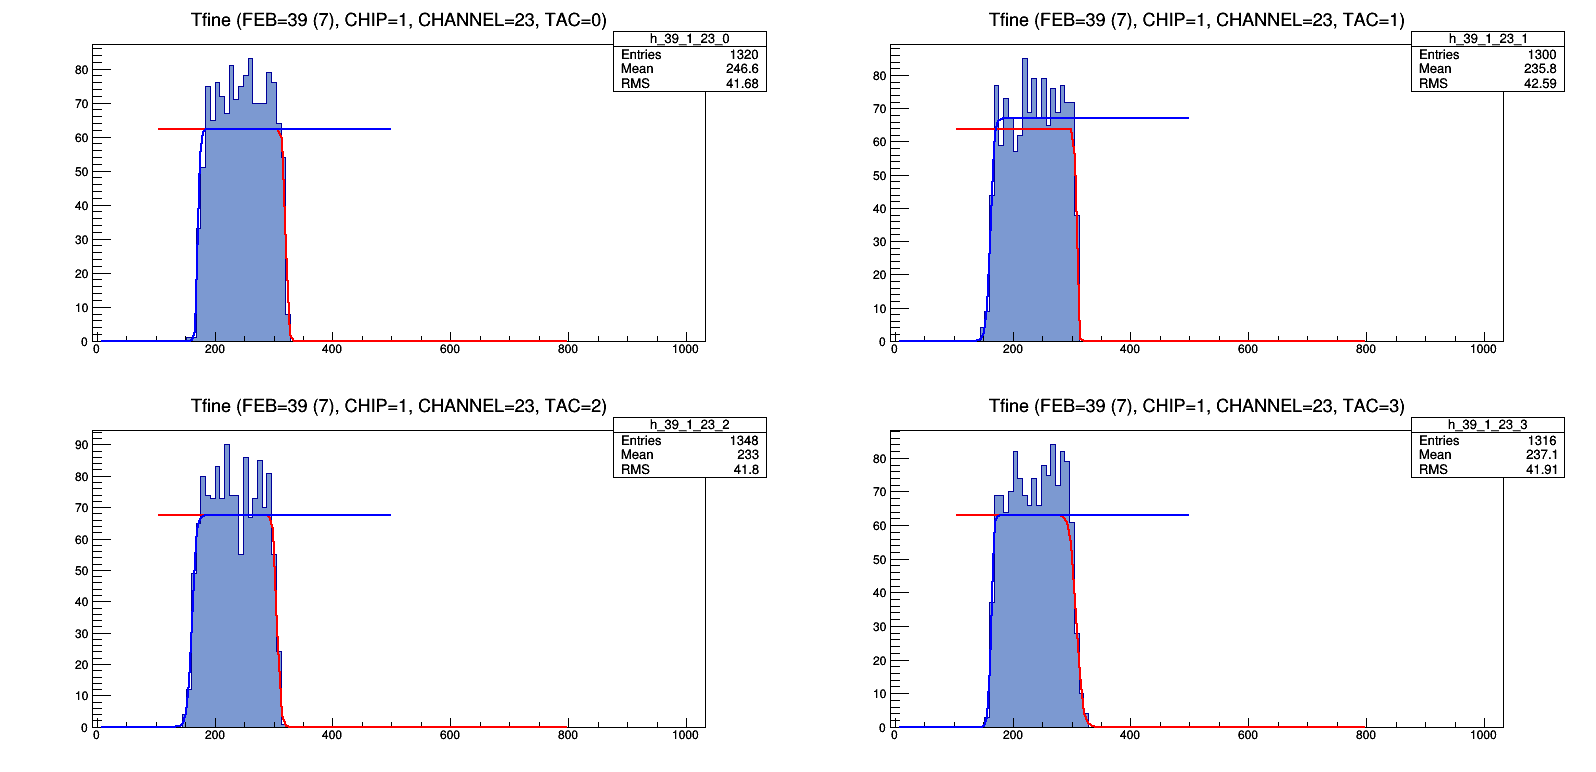 Tfine (FEB=39 (7), CHIP=1, CHANNEL=23, TAC=0)
h_39_1_23_0
Entries 1320
Mean 246.6
RMS 41.68
80
70
60
50
40
30
20
10
0
0 200 400 600 800 1000
Tfine (FEB=39 (7), CHIP=1, CHANNEL=23, TAC=1)
h_39_1_23_1
Entries 1300
Mean 235.8
RMS 42.59
80
70
60
50
40
30
20
10
0
0 200 400 600 800 1000
Tfine (FEB=39 (7), CHIP=1, CHANNEL=23, TAC=2)
h_39_1_23_2
Entries 1348
Mean 233
RMS 41.8
90
80
70
60
50
40
30
20
10
0
0 200 400 600 800 1000
Tfine (FEB=39 (7), CHIP=1, CHANNEL=23, TAC=3)
h_39_1_23_3
Entries 1316
Mean 237.1
RMS 41.91
80
70
60
50
40
30
20
10
0
0 200 400 600 800 1000